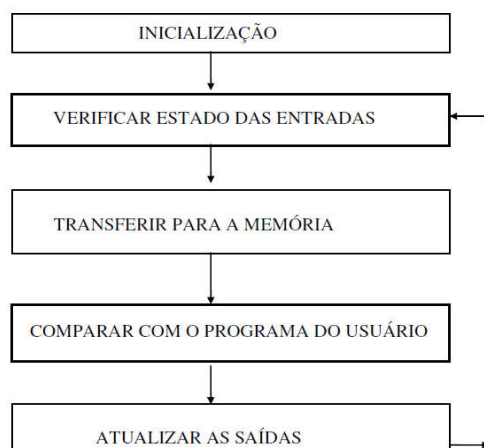 INICIALIZAÇÃO
VERIFICAR ESTADO DAS ENTRADAS
TRANSFERIR PARA A MEMÓRIA
COMPARAR COM O PROGRAMA DO USUÁRIO
ATUALIZAR AS SAÍDAS